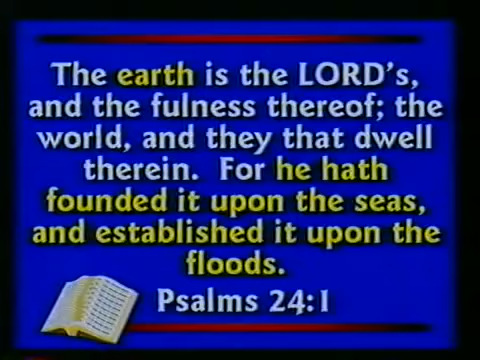 The earth is the LORD's,
and the fulness thereof; the
world, and they that dwell
therein. For he hath
founded it upon the seas,
and established it upon the
floods.
Psalms 24:1